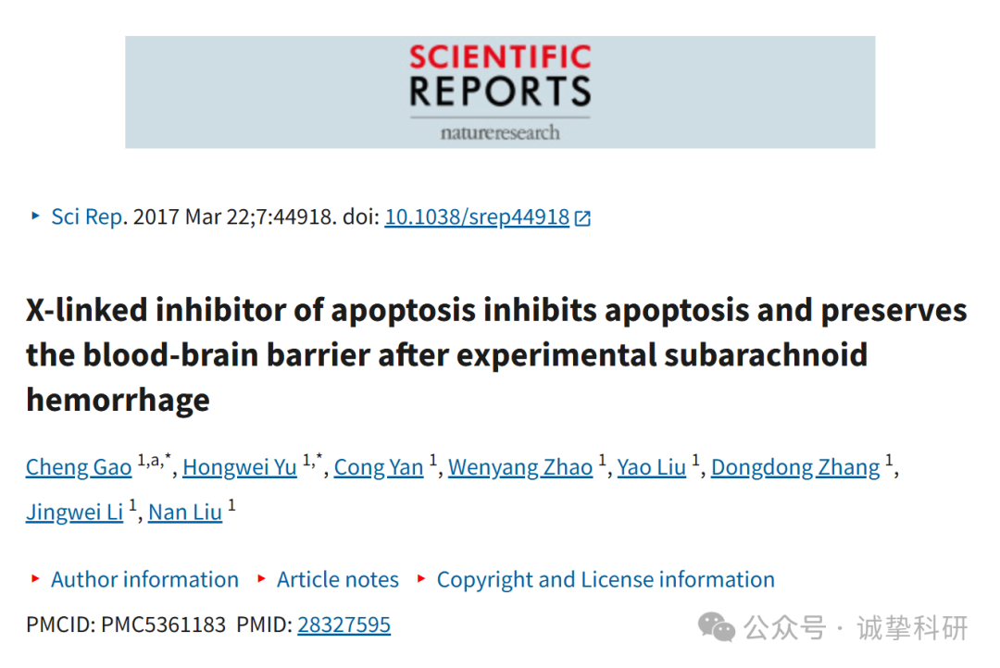 SCIENTIFIC
REPORTS
natureresearch
Sci Rep. 2017 Mar 22;7:44918. doi: 10.1038/srep44918
X-linked inhibitor of apoptosis inhibits apoptosis and preserves
the blood-brain barrier after experimental subarachnoid
hemorrhage
Cheng Gao 1,a,*, Hongwei Yu 1,*, Cong Yan 1, Wenyang Zhao 1, Yao Liu 1, Dongdong Zhang 1,
Jingwei Li 1, Nan Liu 1
Author information Article notes Copyright and License information
PMCID: PMC5361183 PMID: 28327595
公众号 · 诚挚科研